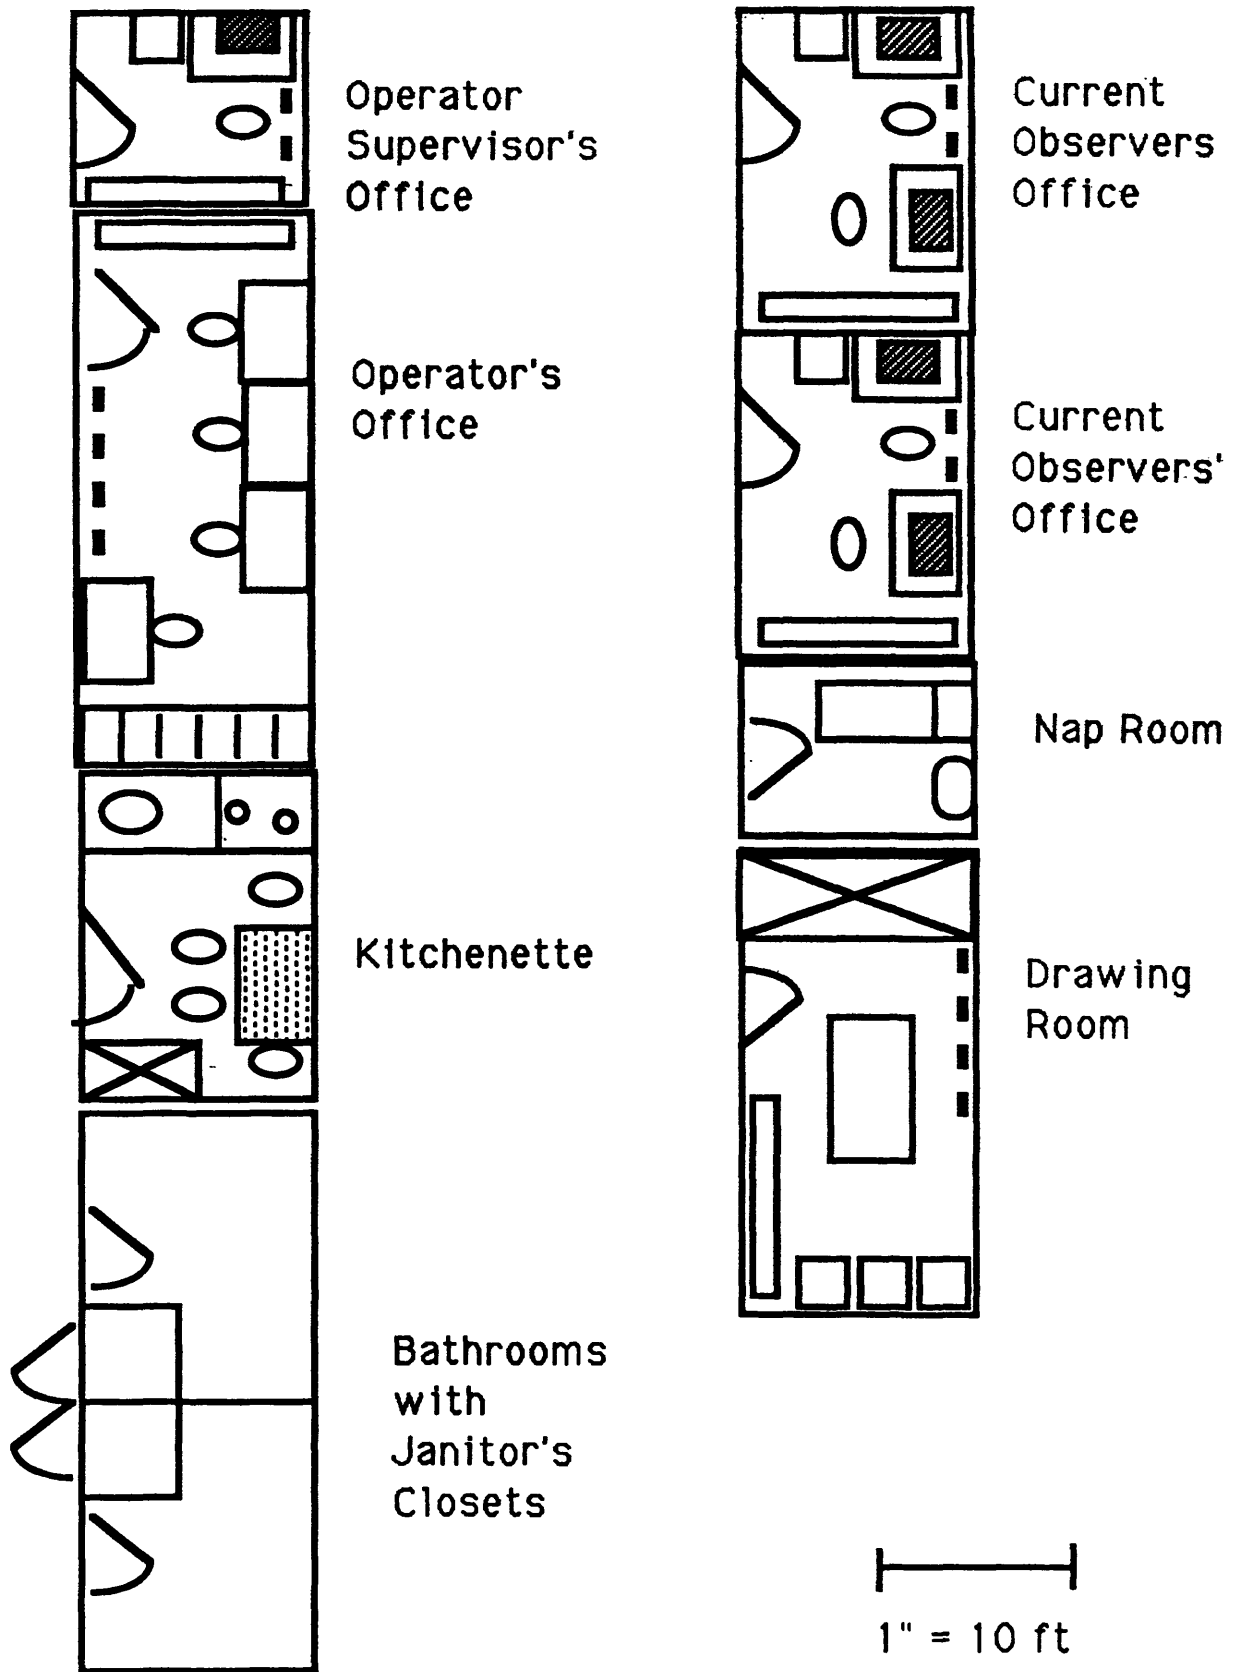 Operator
Supervisor's
Office
Operator's
Office
Kitchenette
Bathrooms
with
Janitor's
Closets
Current
Observers
Office
Current
Observers'
Office
Nap Room
Drawing
Room
1" = 10 ft